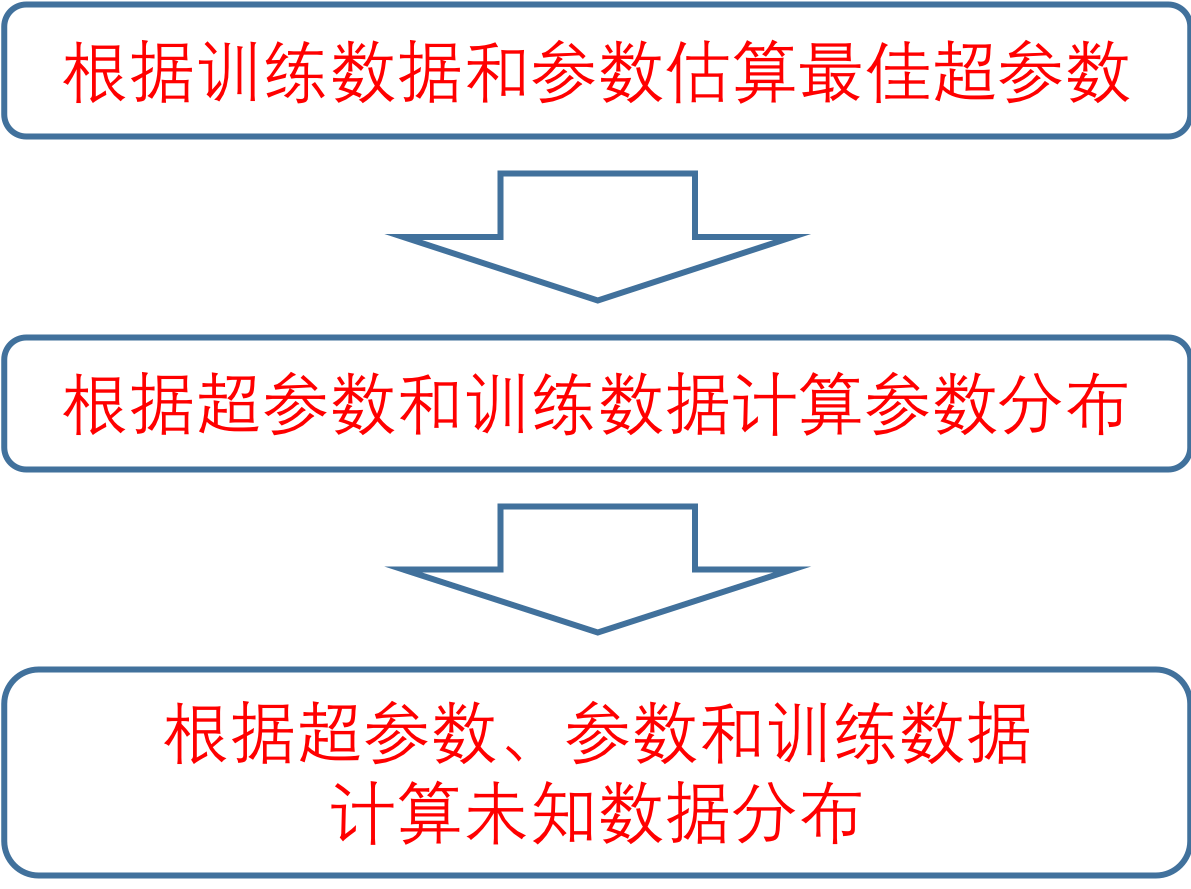 根据训练数据和参数估算最佳超参数
根据超参数和训练数据计算参数分布
根据超参数、参数和训练数据
计算未知数据分布